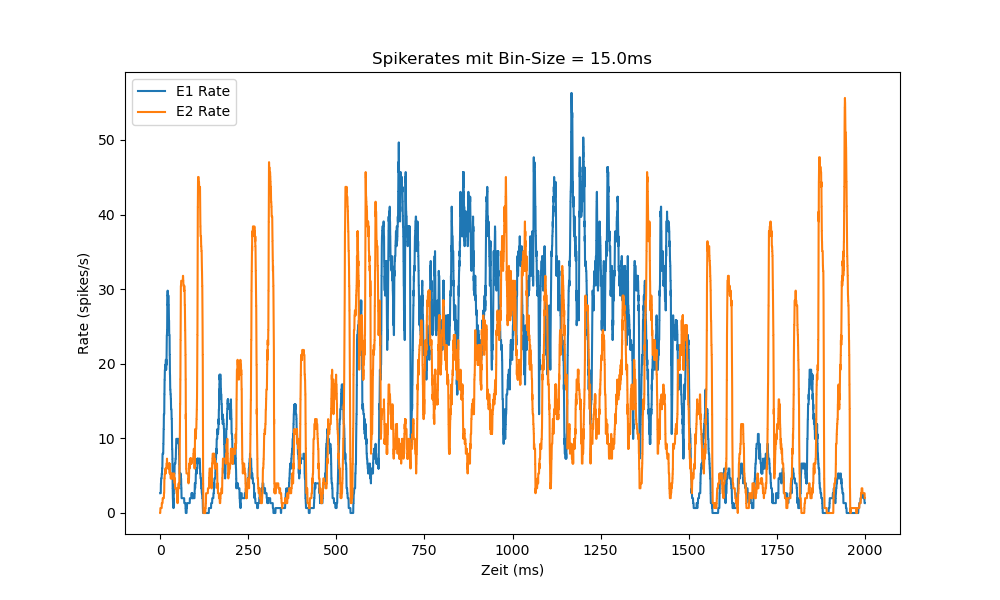 Spikerates mit Bin-Size = 15.0ms
E1 Rate
E2 Rate
50
40
30
20
10
0
Rate (spikes/s)
0 250 500 750 1000 1250 1500 1750 2000
Zeit (ms)